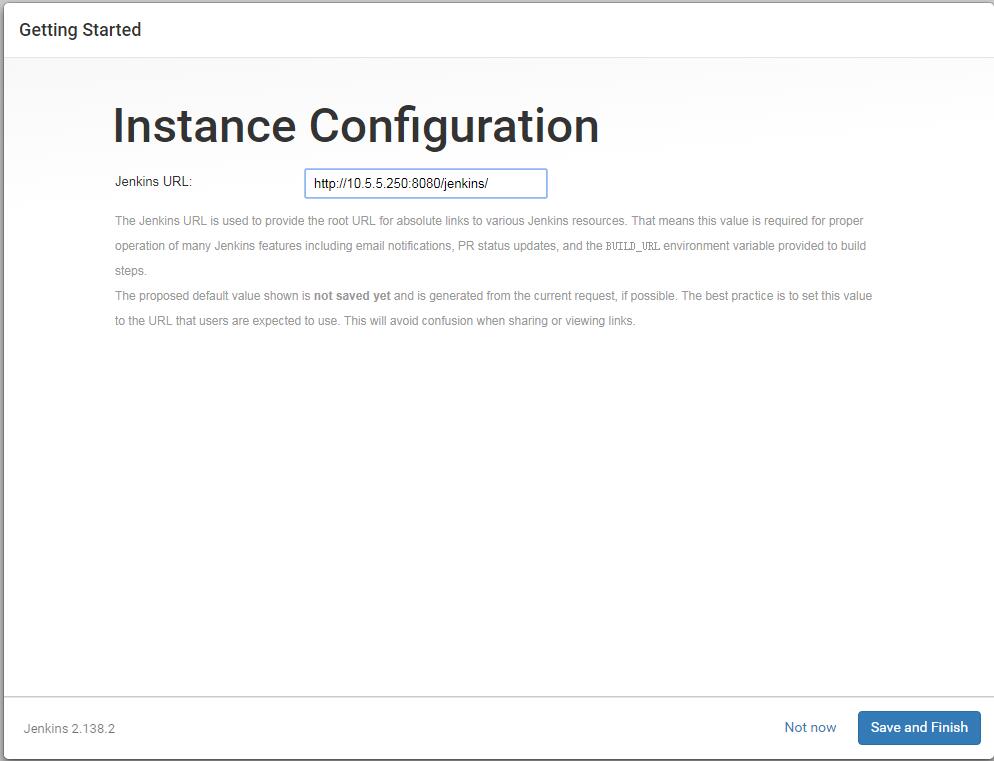 Getting Started
Instance Configuration
Jenkins URL:
http://10.5.5.250:8080/jenkins/
The Jenkins URL is used to provide the root URL for absolute links to various Jenkins resources. That means this value is required for proper
operation of many Jenkins features including email notifications, PR status updates, and the BUILD_URL environment variable provided to build
steps.
The proposed default value shown is not saved yet and is generated from the current request, if possible. The best practice is to set this value
to the URL that users are expected to use. This will avoid confusion when sharing or viewing links.
Jenkins 2.138.2
Not now
Save and Finish